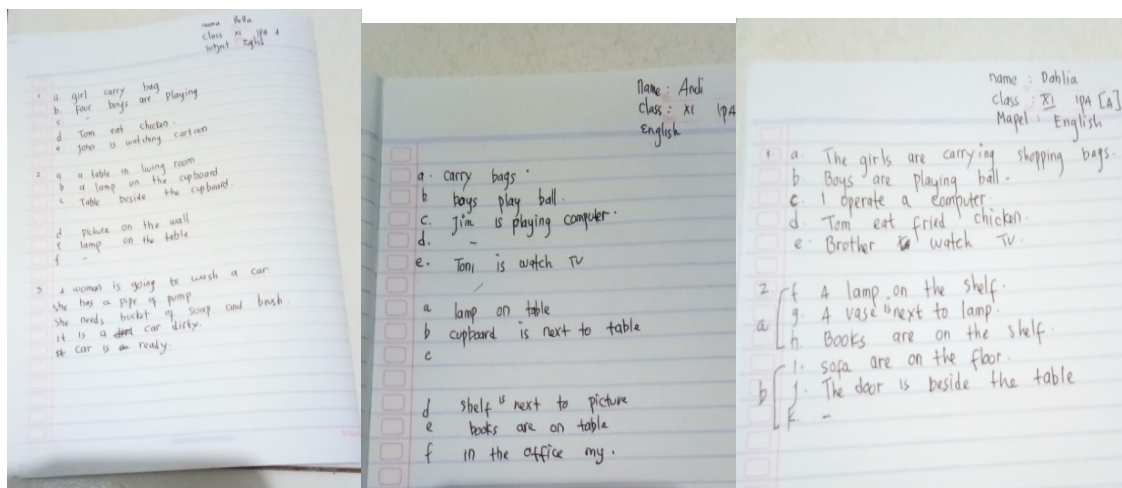 name Bella
class XI IPA A
subject English
1 a girl carry bag
b. Four boys are playing
c. -
d Tom eat chicken.
e John is watching cartoon
2 a a table in living room
b a lamp on the cupboard.
c Table beside the cupboard.
d picture on the wall
e lamp on the table
f -
3 A woman is going to wash a car
she has a pipe of pump
she needs bucket of soap and brush.
it is a car dirty.
car is ready.
Name : Andi
Class : XI IPA
English
a. carry bags.
b boys play ball.
c. Jim is playing computer.
d. -
e. Toni is watch TV
a lamp on table
b cupboard is next to table
c
d shelf is next to picture
e books are on table
f in the office my.
name : Dahlia
Class : XI IPA [A]
Mapel : English
1. a. The girls are carrying shopping bags.
b. Boys are playing ball.
c. I operate a computer.
d. Tom eat fried chicken.
e. Brother watch TV.
2 f A lamp on the shelf.
a g. A vase is next to lamp.
h. Books are on the shelf.
i. sofa are on the floor.
b j. The door is beside the table
k. -